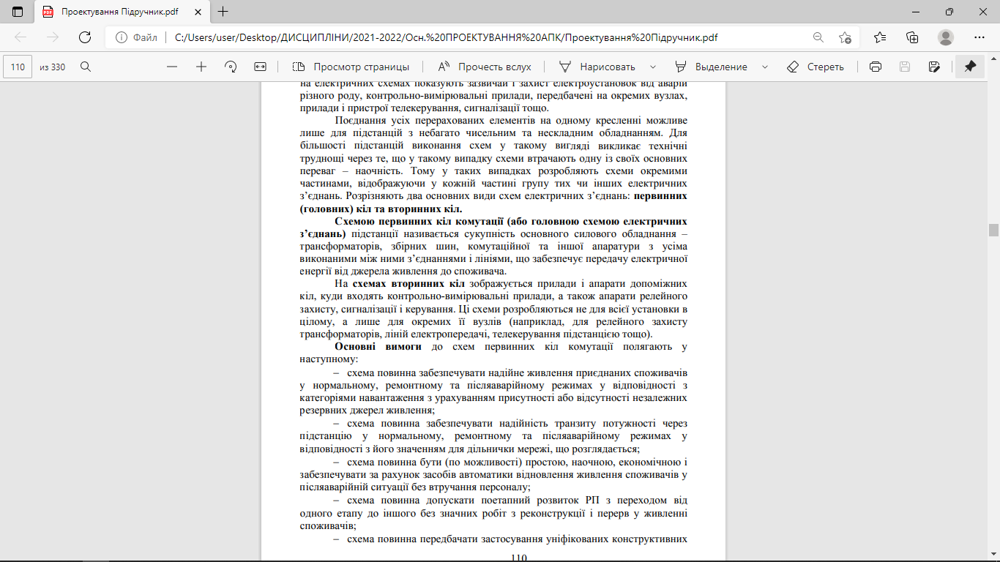 Проектування Підручник.pdf
Файл
C:/Users/user/Desktop/ДИСЦИПЛІНИ/2021-2022/Осн.%20ПРОЕКТУВАННЯ%20АПК/Проектування%20Підручник.pdf
110
из 330
Просмотр страницы
Прочесть вслух
Нарисовать
Выделение
Стереть
на електричних схемах показують зазвичай і захист електроустановок від аварій
різного роду, контрольно-вимірювальні прилади, передбачені на окремих вузлах,
прилади і пристрої телекерування, сигналізації тощо.
Поєднання усіх перерахованих елементів на одному кресленні можливе
лише для підстанцій з небагато чисельним та нескладним обладнанням. Для
більшості підстанцій виконання схем у такому вигляді викликає технічні
труднощі через те, що у такому випадку схеми втрачають одну із своїх основних
переваг – наочність. Тому у таких випадках розробляють схеми окремими
частинами, відображуючи у кожній частині групу тих чи інших електричних
з’єднань. Розрізняють два основних види схем електричних з’єднань: первинних
(головних) кіл та вторинних кіл.
Схемою первинних кіл комутації (або головною схемою електричних
з’єднань) підстанції називається сукупність основного силового обладнання –
трансформаторів, збірних шин, комутаційної та іншої апаратури з усіма
виконаними між ними з’єднаннями і лініями, що забезпечує передачу електричної
енергії від джерела живлення до споживача.
На схемах вторинних кіл зображується прилади і апарати допоміжних
кіл, куди входять контрольно-вимірювальні прилади, а також апарати релейного
захисту, сигналізації і керування. Ці схеми розробляються не для всієї установки в
цілому, а лише для окремих її вузлів (наприклад, для релейного захисту
трансформаторів, ліній електропередачі, телекерування підстанцією тощо).
Основні вимоги до схем первинних кіл комутації полягають у
наступному:
– схема повинна забезпечувати надійне живлення приєднаних споживачів
у нормальному, ремонтному та післяаварійному режимах у відповідності з
категоріями навантаження з урахуванням присутності або відсутності незалежних
резервних джерел живлення;
– схема повинна забезпечувати надійність транзиту потужності через
підстанцію у нормальному, ремонтному та післяаварійному режимах у
відповідності з його значенням для дільнички мережі, що розглядається;
– схема повинна бути (по можливості) простою, наочною, економічною і
забезпечувати за рахунок засобів автоматики відновлення живлення споживачів у
післяаварійній ситуації без втручання персоналу;
– схема повинна допускати поетапний розвиток РП з переходом від
одного етапу до іншого без значних робіт з реконструкції і перерв у живленні
споживачів;
– схема повинна передбачати застосування уніфікованих конструктивних
110